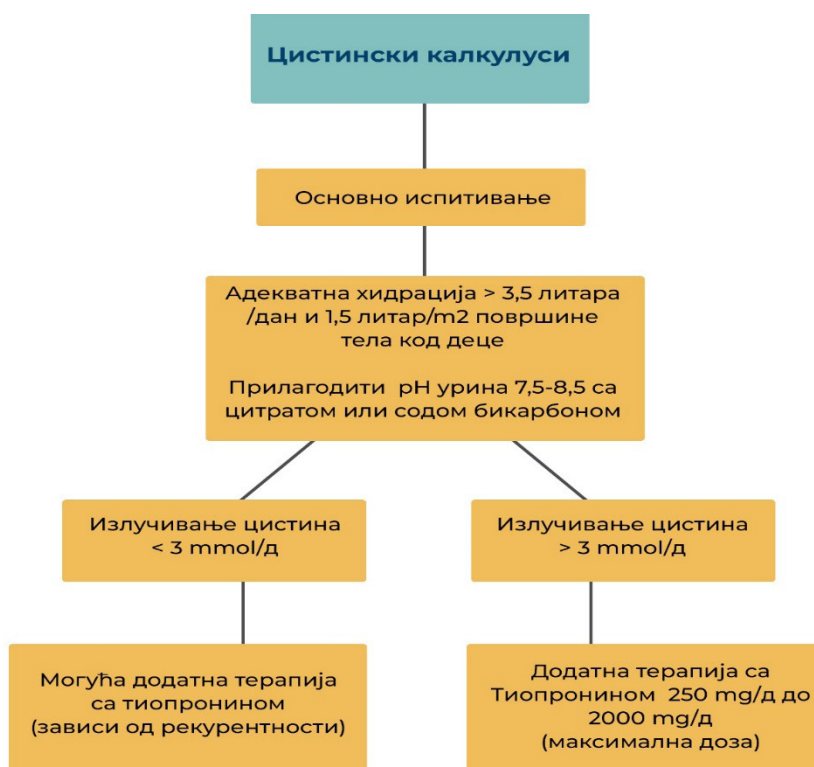 Цистински калкулуси
Основно испитивање
Адекватна хидрација > 3,5 литара
/дан и 1,5 литар/m2 површине
тела код деце
Прилагодити pH урина 7,5-8,5 са
цитратом или содом бикарбоном
Излучивање цистина
< 3 mmol/д
Излучивање цистина
> 3 mmol/д
Могућа додатна терапија
са тиопронином
(зависи од рекурентности)
Додатна терапија са
Тиопронином 250 mg/д до
2000 mg/д
(максимална доза)